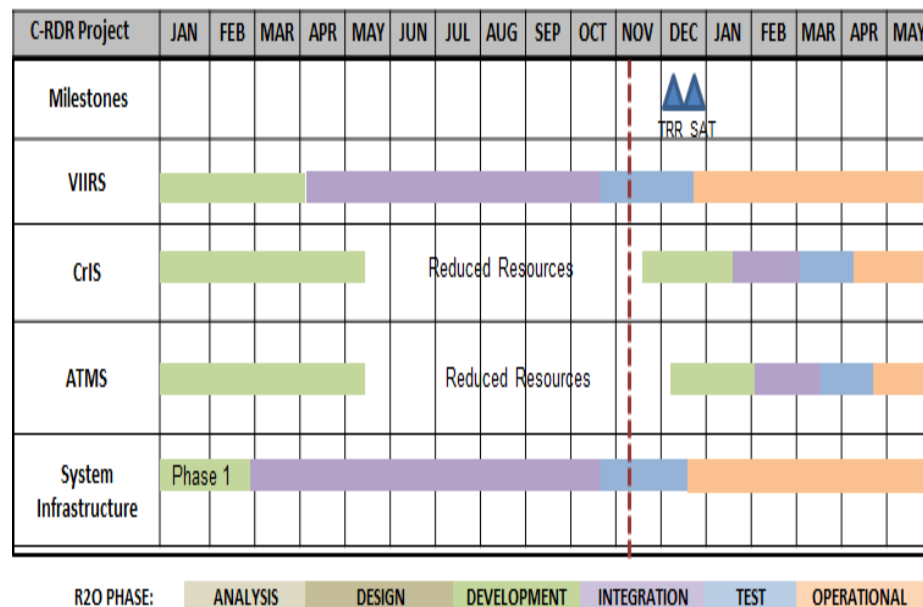 C-RDR Project JAN FEB MAR APR MAY JUN JUL AUG SEP OCT NOV DEC JAN FEB MAR APR MAY
Milestones
TRR SAT
VIIRS
CrIS Reduced Resources
ATMS Reduced Resources
System
Infrastructure
Phase 1
R2O PHASE: ANALYSIS DESIGN DEVELOPMENT INTEGRATION TEST OPERATIONAL